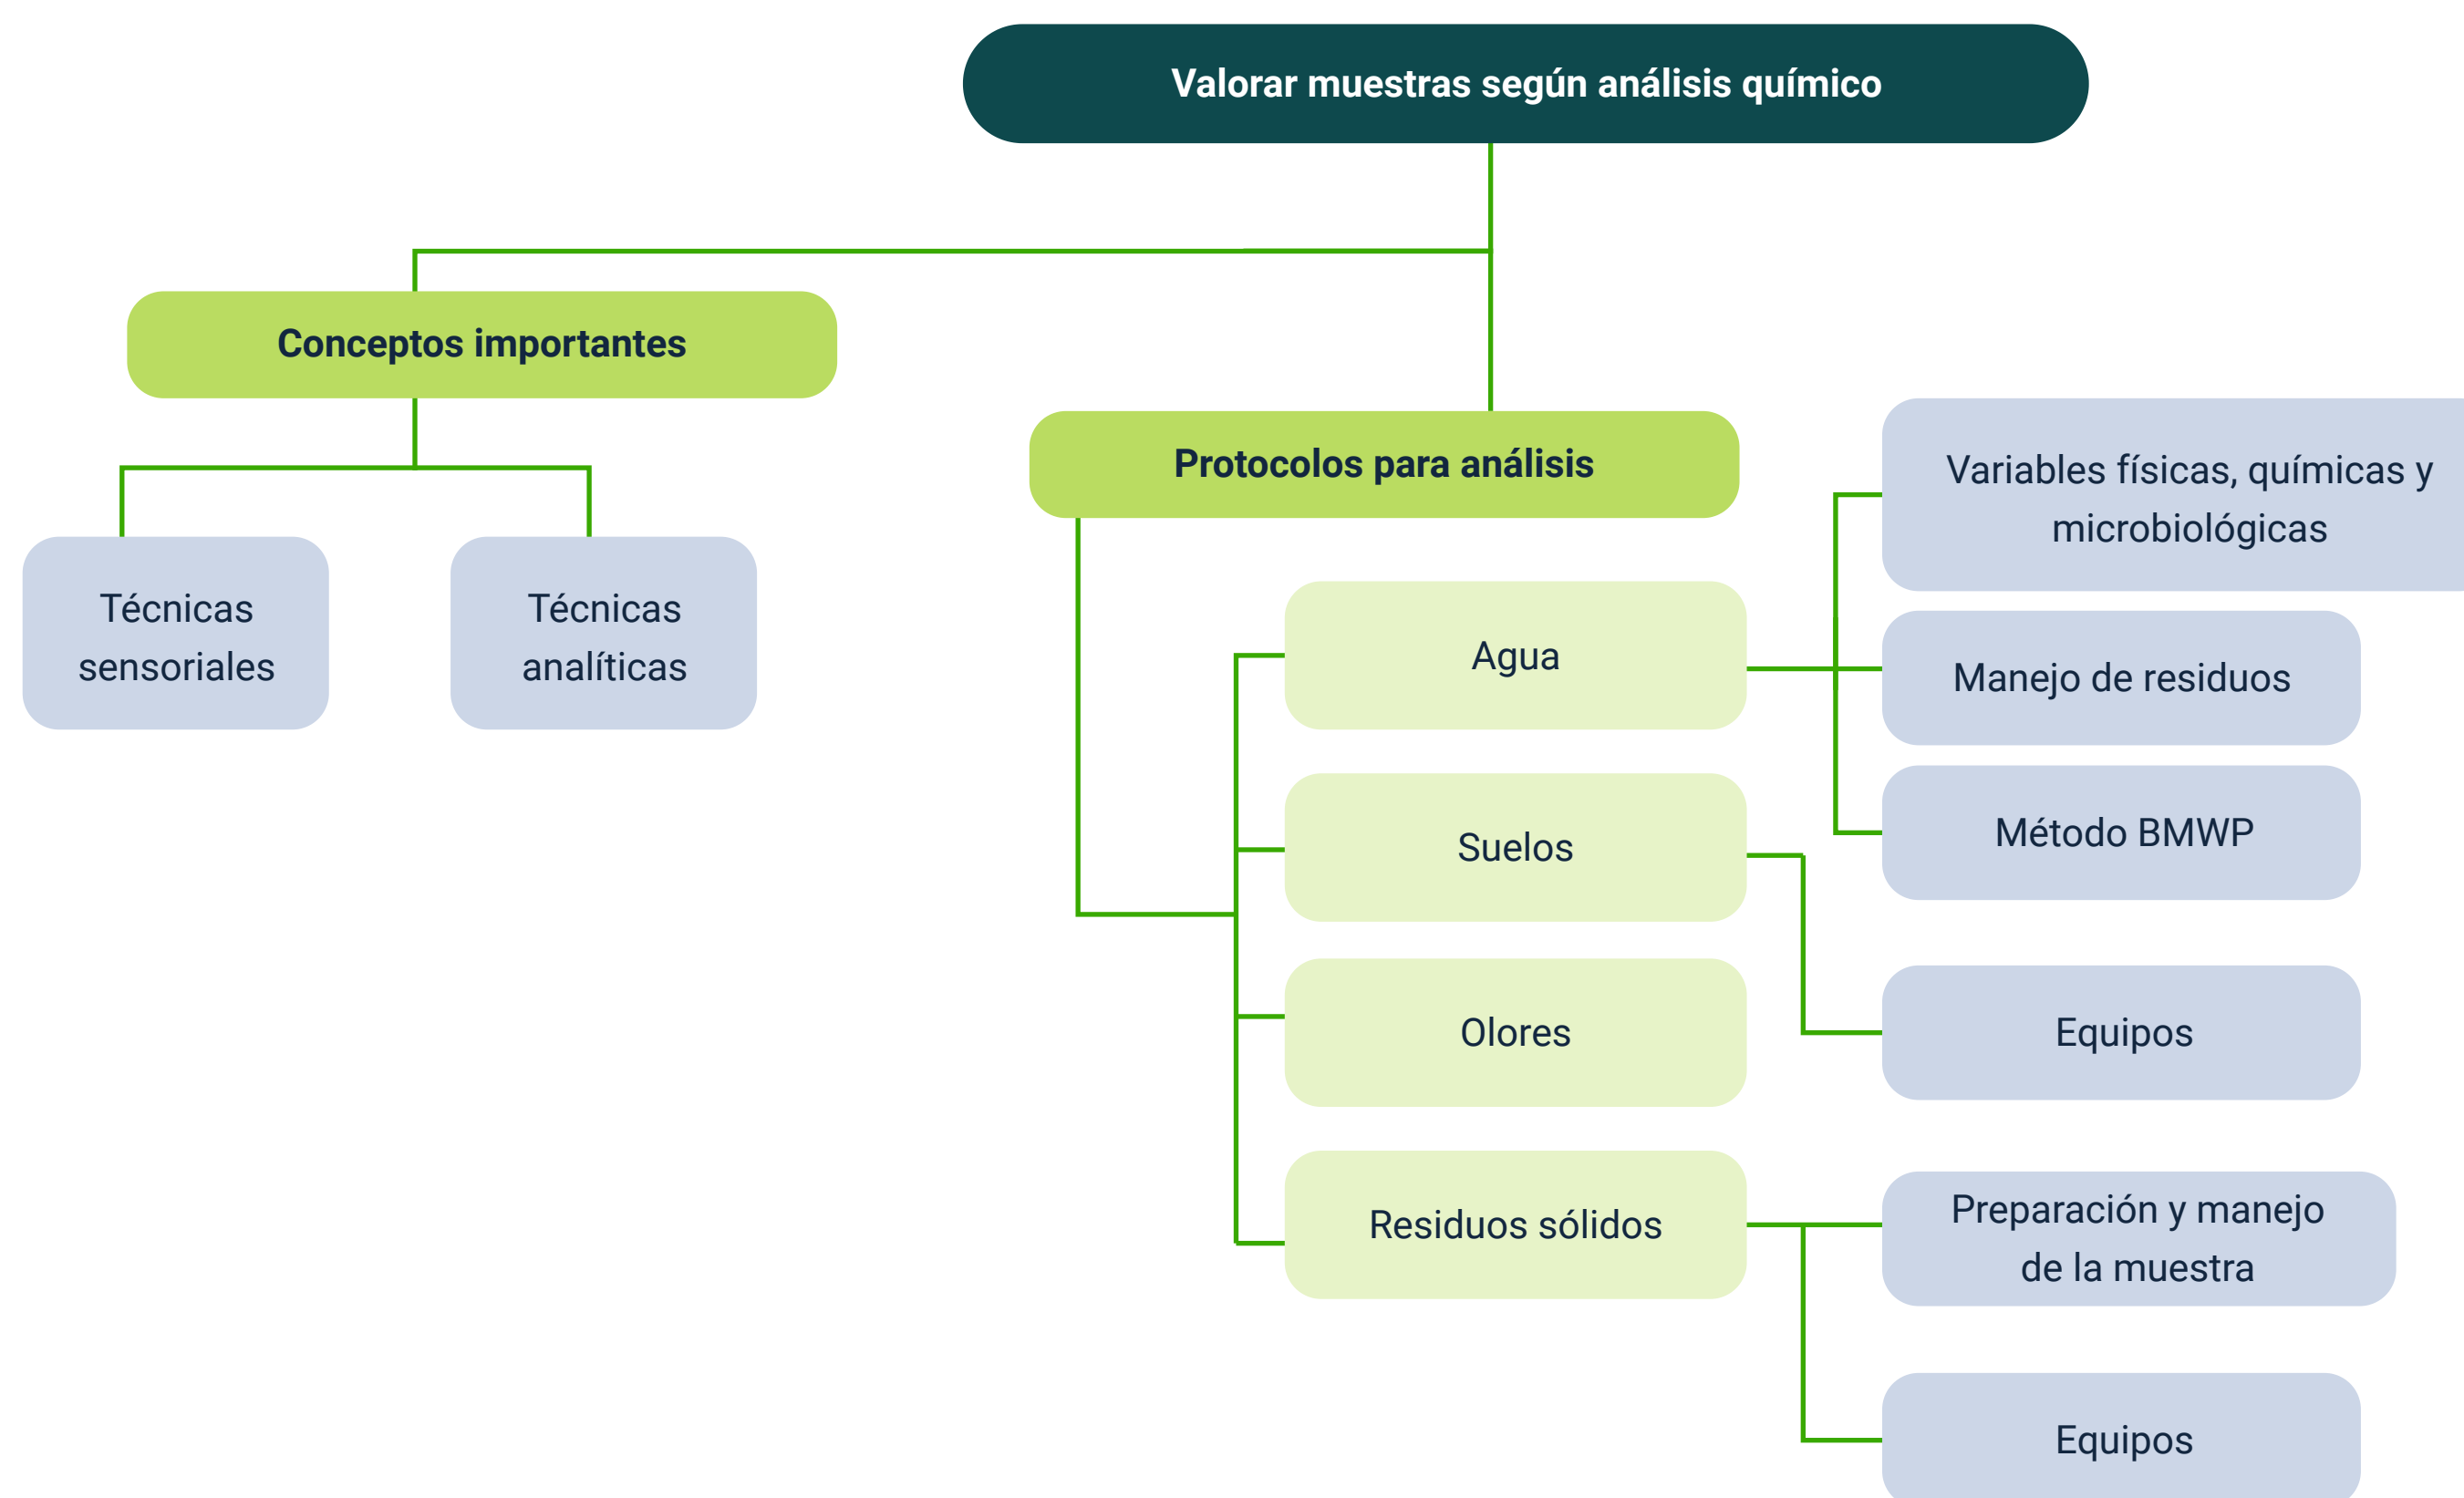 Valorar muestras según análisis químico
Conceptos importantes
Técnicas
sensoriales
Técnicas
analíticas
Protocolos para análisis
Agua
Variables físicas, químicas y
microbiológicas
Manejo de residuos
Método BMWP
Suelos
Equipos
Olores
Residuos sólidos
Preparación y manejo
de la muestra
Equipos